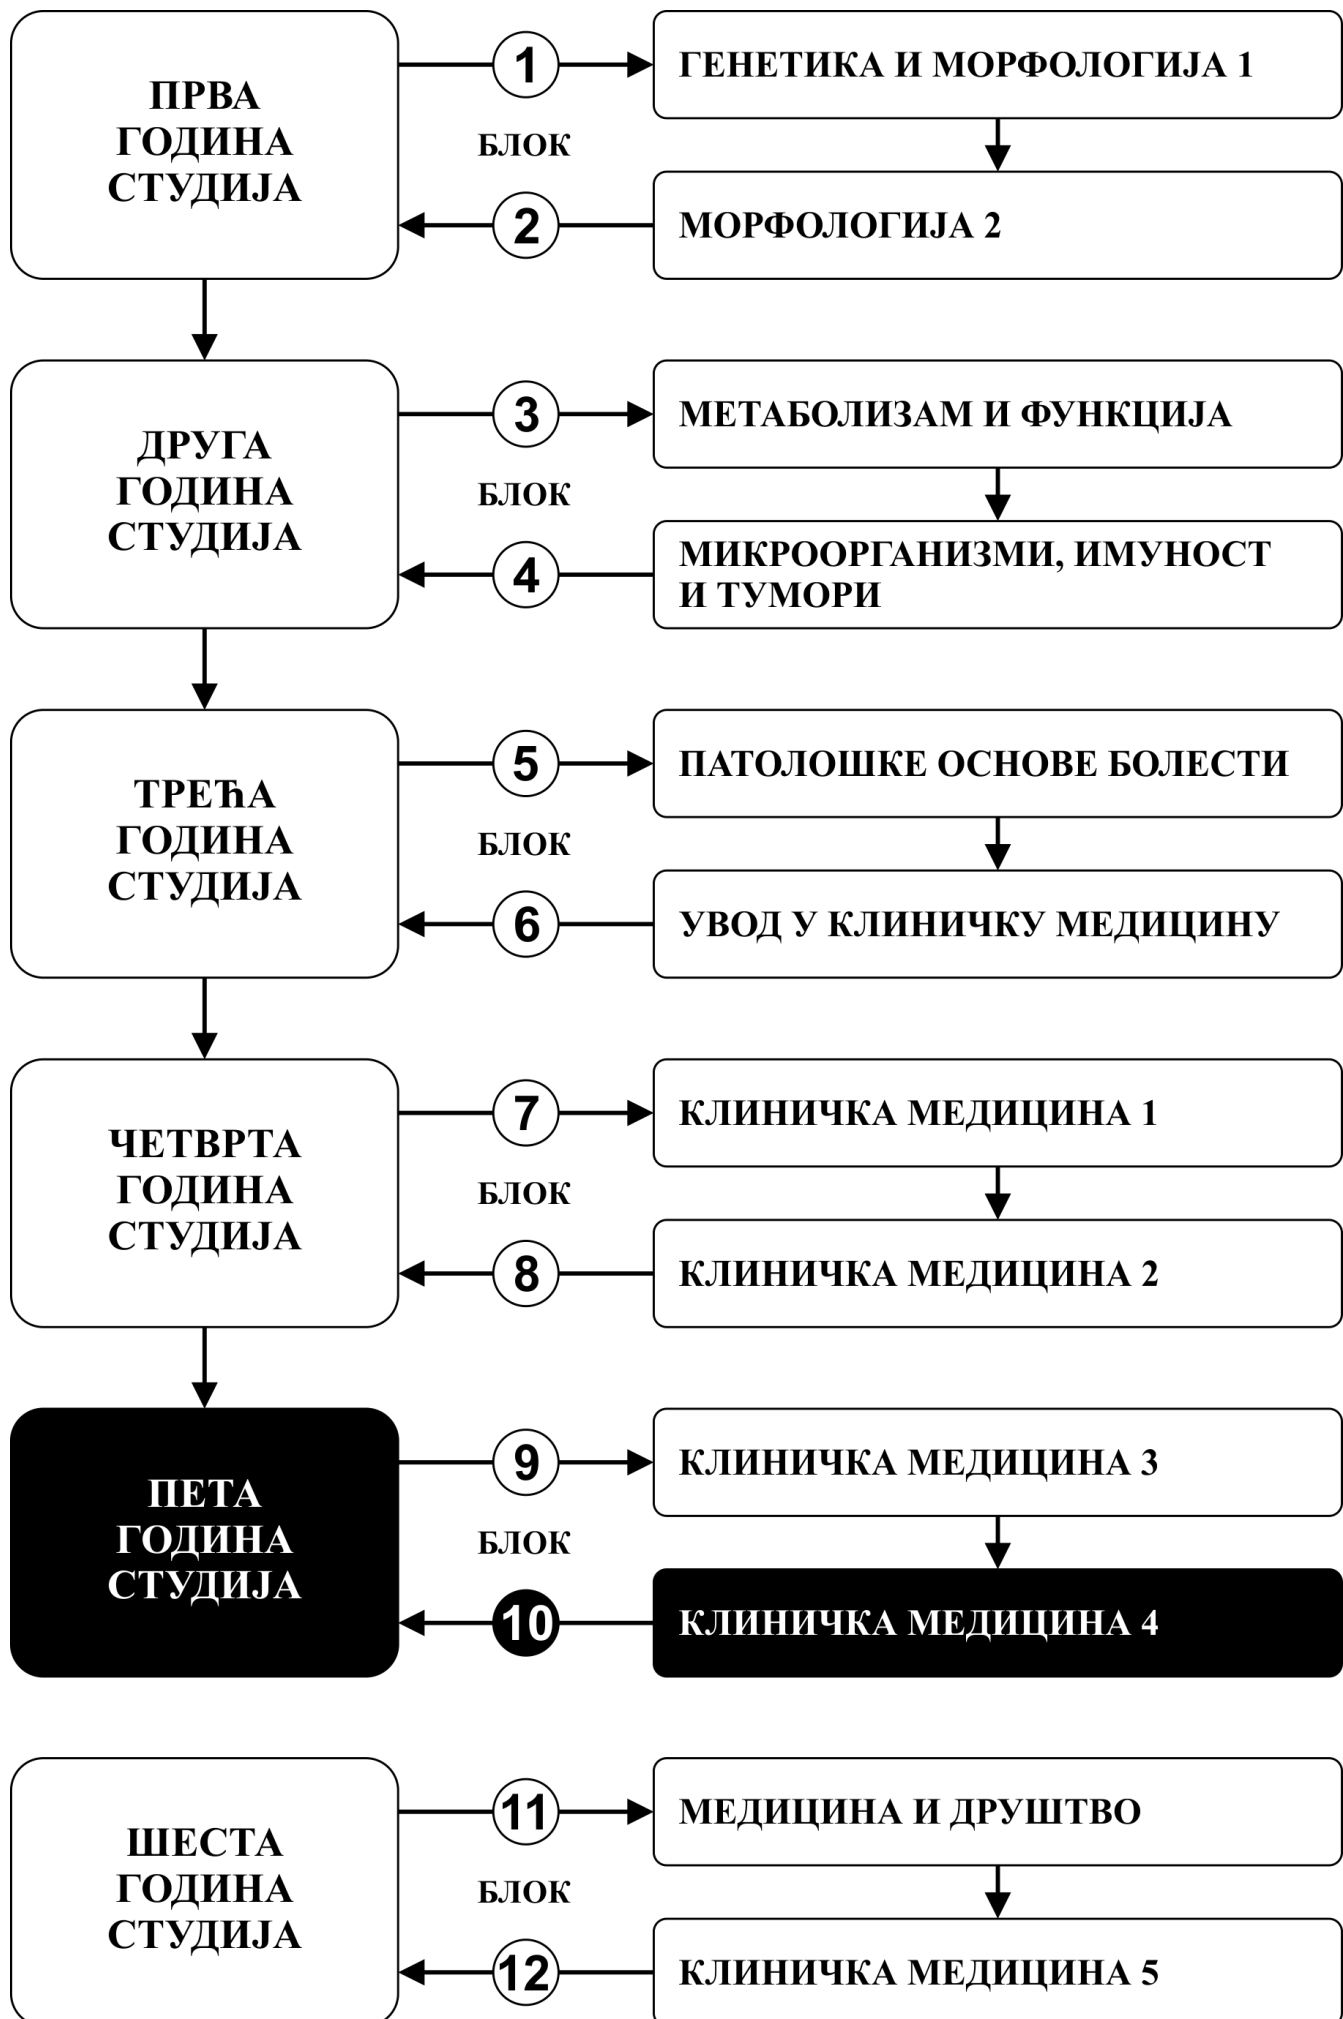 ПРВА
ГОДИНА
СТУДИЈА
1
БЛОК
2
ГЕНЕТИКА И МОРФОЛОГИЈА 1
МОРФОЛОГИЈА 2
ДРУГА
ГОДИНА
СТУДИЈА
3
БЛОК
4
МЕТАБОЛИЗАМ И ФУНКЦИЈА
МИКРООРГАНИЗМИ, ИМУНОСТ
И ТУМОРИ
ТРЕЋА
ГОДИНА
СТУДИЈА
5
БЛОК
6
ПАТОЛОШКЕ ОСНОВЕ БОЛЕСТИ
УВОД У КЛИНИЧКУ МЕДИЦИНУ
ЧЕТВРТА
ГОДИНА
СТУДИЈА
7
БЛОК
8
КЛИНИЧКА МЕДИЦИНА 1
КЛИНИЧКА МЕДИЦИНА 2
ПЕТА
ГОДИНА
СТУДИЈА
9
БЛОК
10
КЛИНИЧКА МЕДИЦИНА 3
КЛИНИЧКА МЕДИЦИНА 4
ШЕСТА
ГОДИНА
СТУДИЈА
11
БЛОК
12
МЕДИЦИНА И ДРУШТВО
КЛИНИЧКА МЕДИЦИНА 5